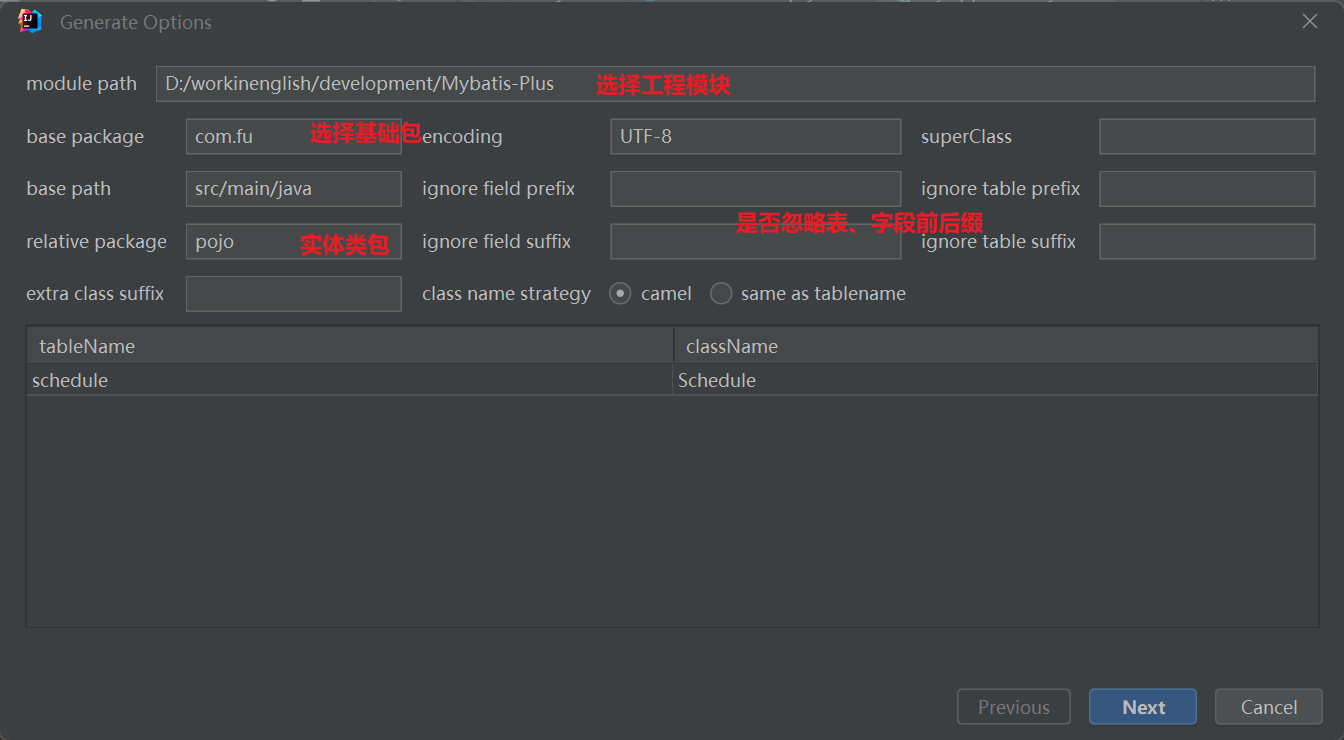 Generate Options
module path D:/workinenglish/development/Mybatis-Plus 选择工程模块
base package com.fu 选择基础包 encoding UTF-8 superClass
base path src/main/java ignore field prefix ignore table prefix
是否忽略表、字段前后缀
relative package pojo 实体类包 ignore field suffix ignore table suffix
extra class suffix class name strategy camel same as tablename
tableName className
schedule Schedule
Previous Next Cancel